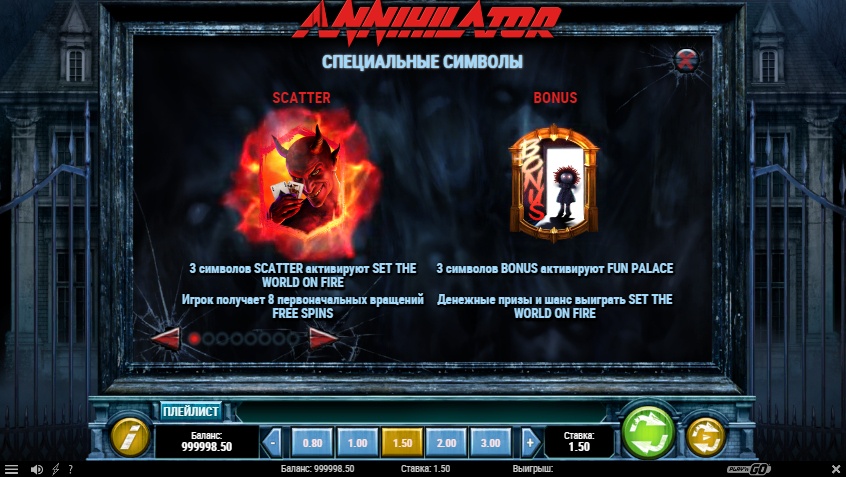 ANNIHILATOR
СПЕЦИАЛЬНЫЕ СИМВОЛЫ
X
SCATTER
BONUS
BONUS
3 символов SCATTER активируют SET THE
WORLD ON FIRE
Игрок получает 8 первоначальных вращений
FREE SPINS
3 символов BONUS активируют FUN PALACE
Денежные призы и шанс выиграть SET THE
WORLD ON FIRE
ПЛЕЙЛИСТ
Баланс:
999998.50
- 0.80 1.00 1.50 2.00 3.00 +
Ставка:
1.50
? Баланс: 999998.50 Ставка: 1.50 Выигрыш: PLAY'N GO